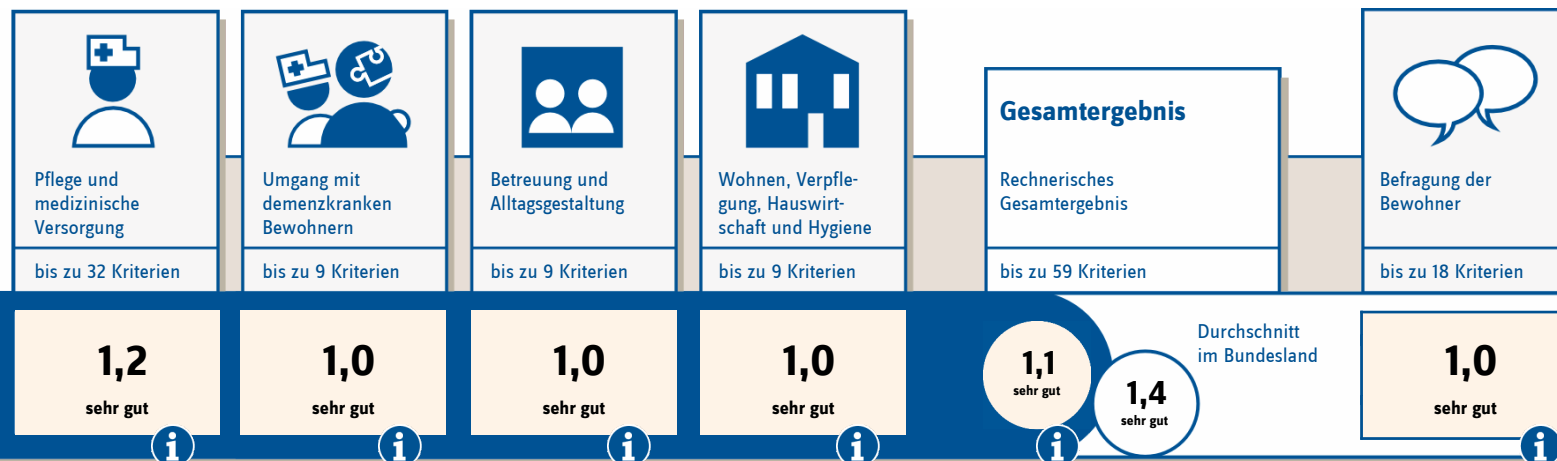 Pflege und
medizinische
Versorgung
bis zu 32 Kriterien
1,2
sehr gut
i
Umgang mit
demenzkranken
Bewohnern
bis zu 9 Kriterien
1,0
sehr gut
i
Betreuung und
Alltagsgestaltung
bis zu 9 Kriterien
1,0
sehr gut
i
Wohnen, Verpfle-
gung, Hauswirt-
schaft und Hygiene
bis zu 9 Kriterien
1,0
sehr gut
i
Gesamtergebnis
Rechnerisches
Gesamtergebnis
bis zu 59 Kriterien
1,1
sehr gut
i
Durchschnitt
im Bundesland
1,4
sehr gut
Befragung der
Bewohner
bis zu 18 Kriterien
1,0
sehr gut
i